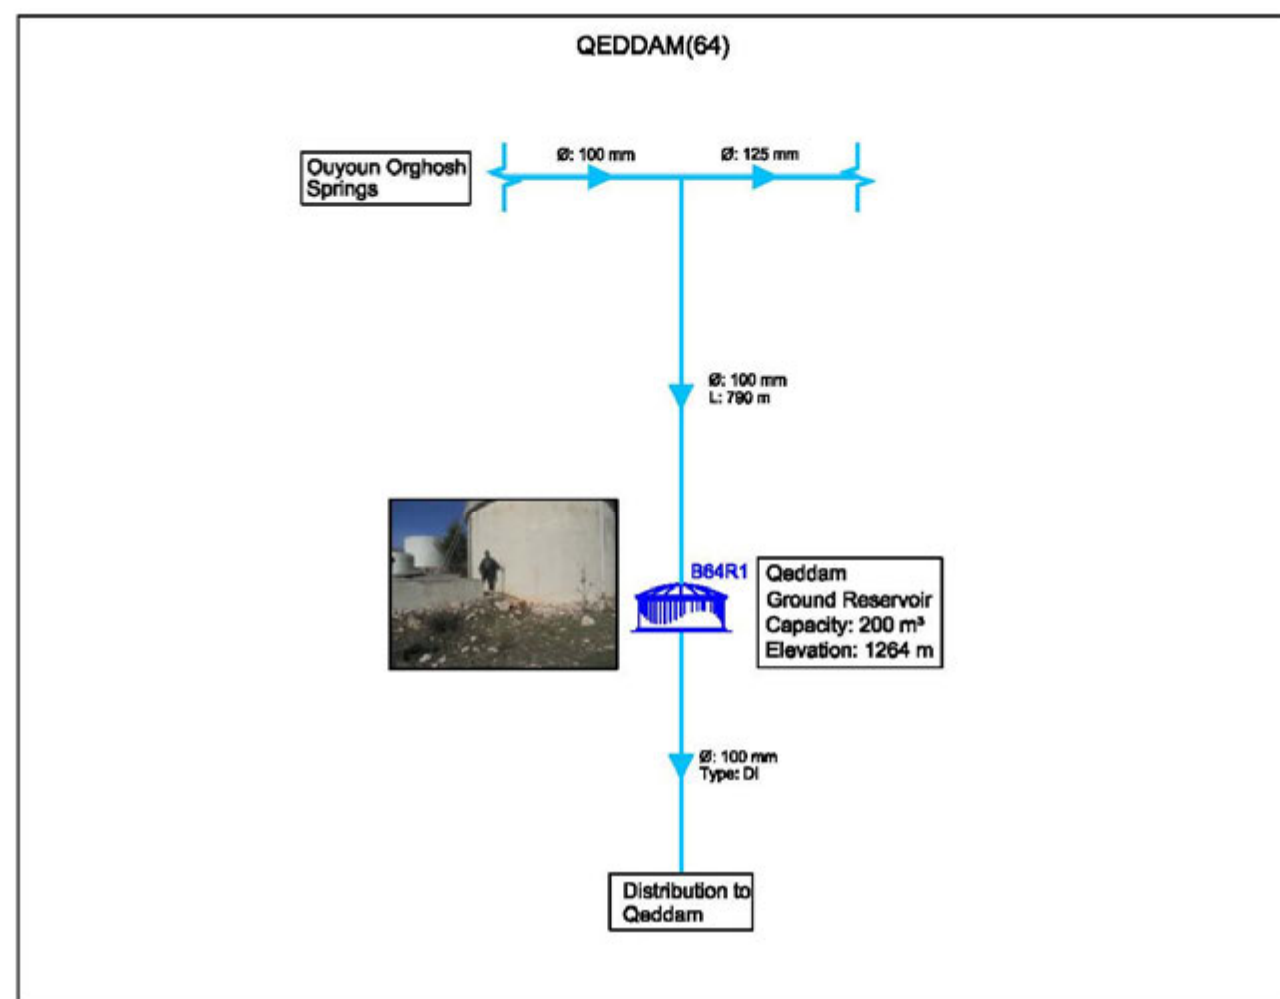 QEDDAM(64)
Ouyoun Orghosh
Springs
Ø: 100 mm
Ø: 125 mm
Ø: 100 mm
L: 790 m
B64R1
Qeddam
Ground Reservoir
Capacity: 200 m³
Elevation: 1264 m
Ø: 100 mm
Type: DI
Distribution to
Qeddam